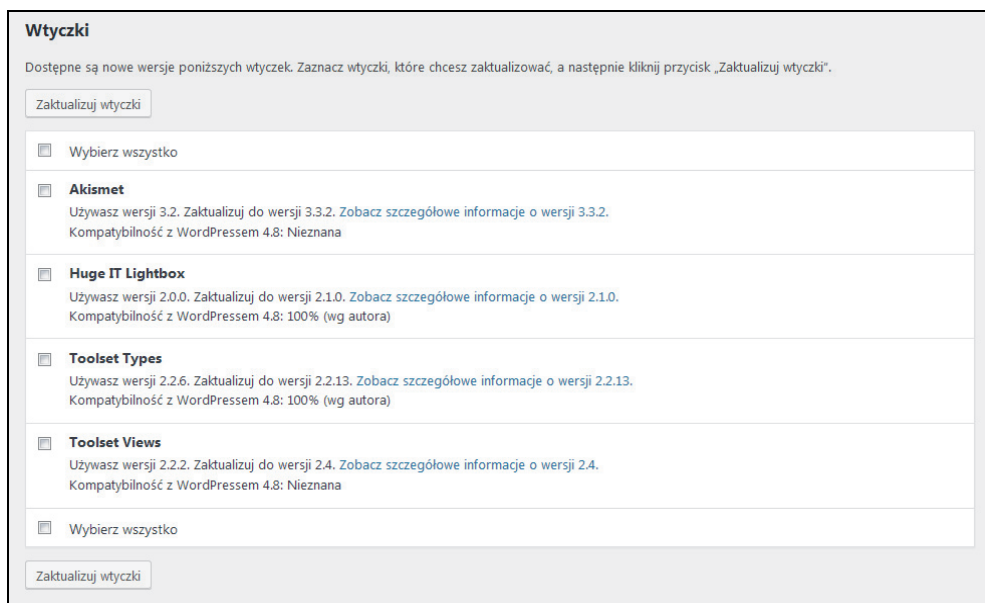 Wtyczki
Dostępne są nowe wersje poniższych wtyczek. Zaznacz wtyczki, które chcesz zaktualizować, a następnie kliknij przycisk „Zaktualizuj wtyczki”.
Zaktualizuj wtyczki
Wybierz wszystko
Akismet
Używasz wersji 3.2. Zaktualizuj do wersji 3.3.2. Zobacz szczegółowe informacje o wersji 3.3.2.
Kompatybilność z WordPressem 4.8: Nieznana
Huge IT Lightbox
Używasz wersji 2.0.0. Zaktualizuj do wersji 2.1.0. Zobacz szczegółowe informacje o wersji 2.1.0.
Kompatybilność z WordPressem 4.8: 100% (wg autora)
Toolset Types
Używasz wersji 2.2.6. Zaktualizuj do wersji 2.2.13. Zobacz szczegółowe informacje o wersji 2.2.13.
Kompatybilność z WordPressem 4.8: 100% (wg autora)
Toolset Views
Używasz wersji 2.2.2. Zaktualizuj do wersji 2.4. Zobacz szczegółowe informacje o wersji 2.4.
Kompatybilność z WordPressem 4.8: Nieznana
Wybierz wszystko
Zaktualizuj wtyczki